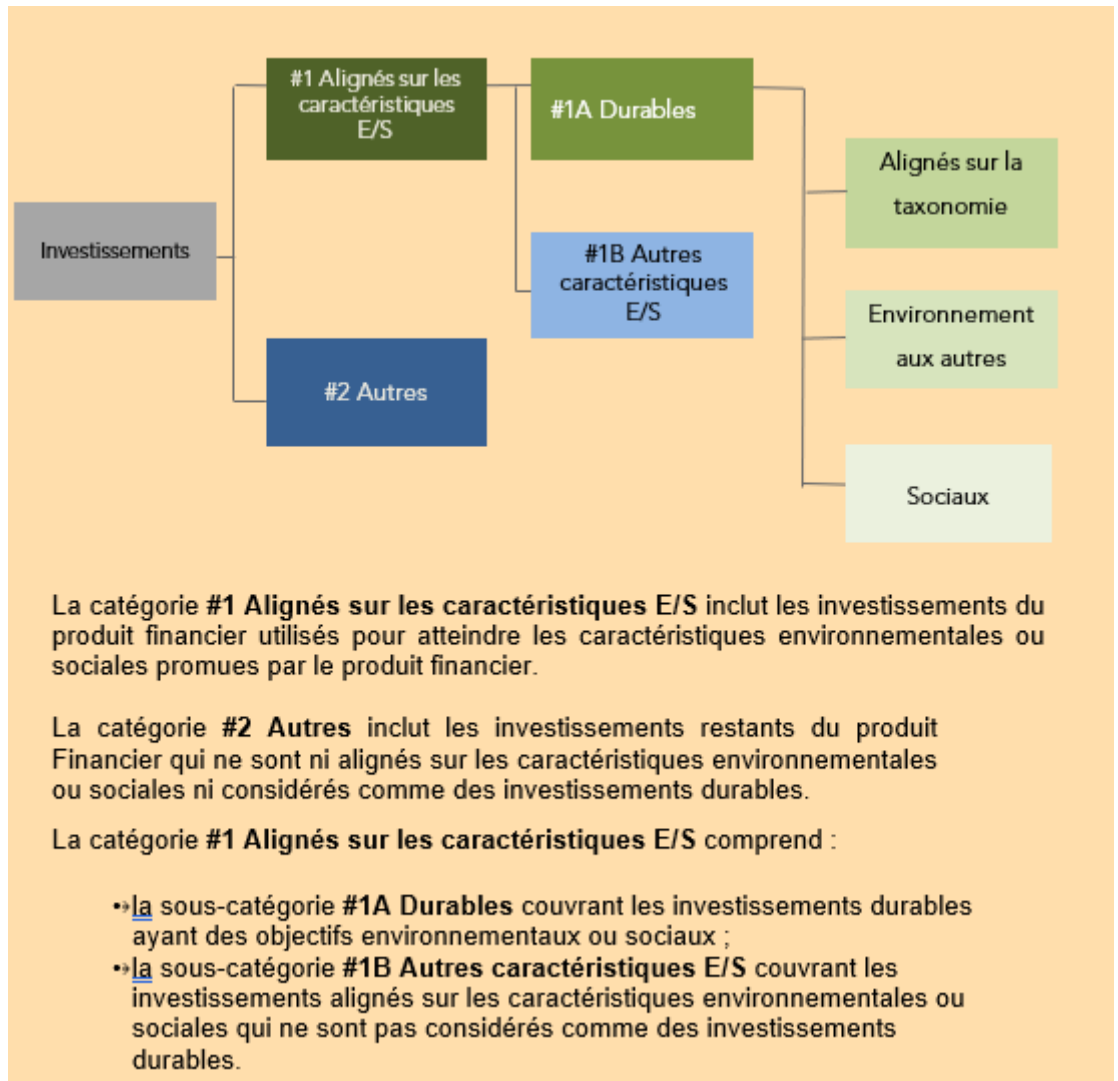 #1 Alignés sur les
caractéristiques
E/S
#1A Durables
Alignés sur la
taxonomie
Investissements
#1B Autres
caractéristiques
E/S
Environnement
aux autres
#2 Autres
Sociaux
La catégorie #1 Alignés sur les caractéristiques E/S inclut les investissements du
produit financier utilisés pour atteindre les caractéristiques environnementales ou
sociales promues par le produit financier.
La catégorie #2 Autres inclut les investissements restants du produit
Financier qui ne sont ni alignés sur les caractéristiques environnementales
ou sociales ni considérés comme des investissements durables.
La catégorie #1 Alignés sur les caractéristiques E/S comprend :
la sous-catégorie #1A Durables couvrant les investissements durables
ayant des objectifs environnementaux ou sociaux ;
la sous-catégorie #1B Autres caractéristiques E/S couvrant les
investissements alignés sur les caractéristiques environnementales ou
sociales qui ne sont pas considérés comme des investissements
durables.